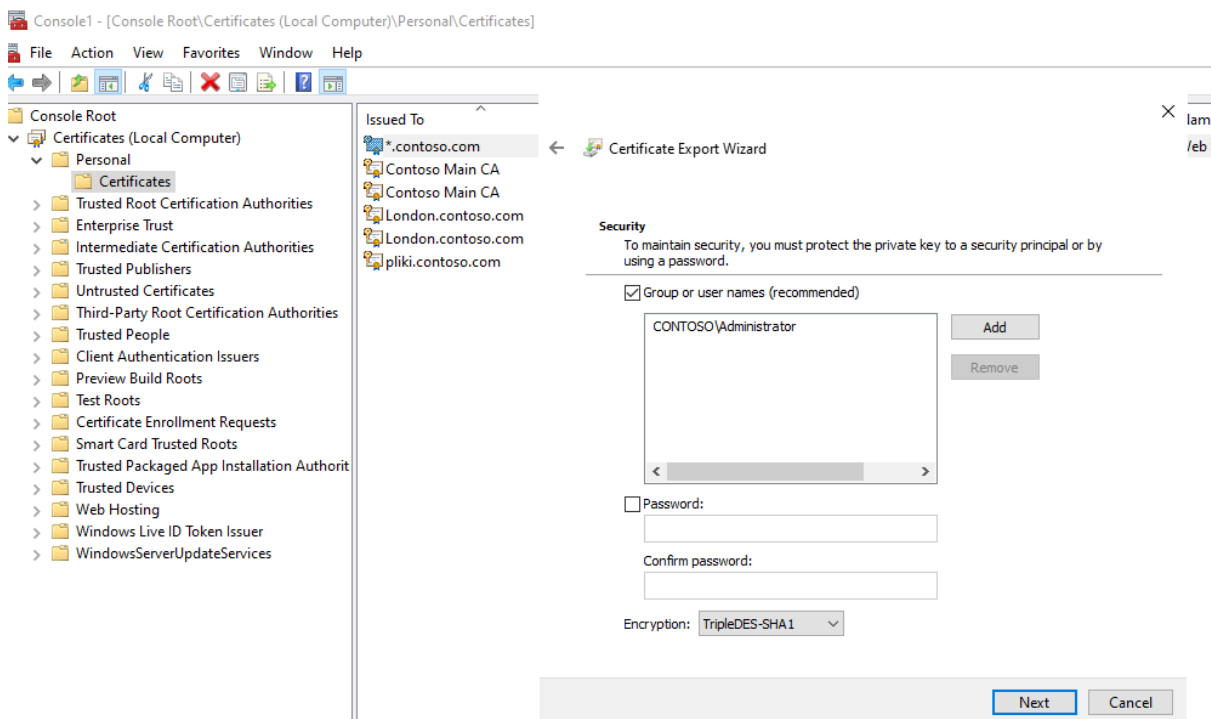 Console1 - [Console Root\Certificates (Local Computer)\Personal\Certificates]
File Action View Favorites Window Help
Console Root
Certificates (Local Computer)
Personal
Certificates
Trusted Root Certification Authorities
Enterprise Trust
Intermediate Certification Authorities
Trusted Publishers
Untrusted Certificates
Third-Party Root Certification Authorities
Trusted People
Client Authentication Issuers
Preview Build Roots
Test Roots
Certificate Enrollment Requests
Smart Card Trusted Roots
Trusted Packaged App Installation Authorit
Trusted Devices
Web Hosting
Windows Live ID Token Issuer
WindowsServerUpdateServices
Issued To
*.contoso.com
Contoso Main CA
Contoso Main CA
London.contoso.com
London.contoso.com
pliki.contoso.com
Certificate Export Wizard
Security
To maintain security, you must protect the private key to a security principal or by
using a password.
Group or user names (recommended)
CONTOSO\Administrator
Add
Remove
Password:
Confirm password:
Encryption: TripleDES-SHA1
Next Cancel